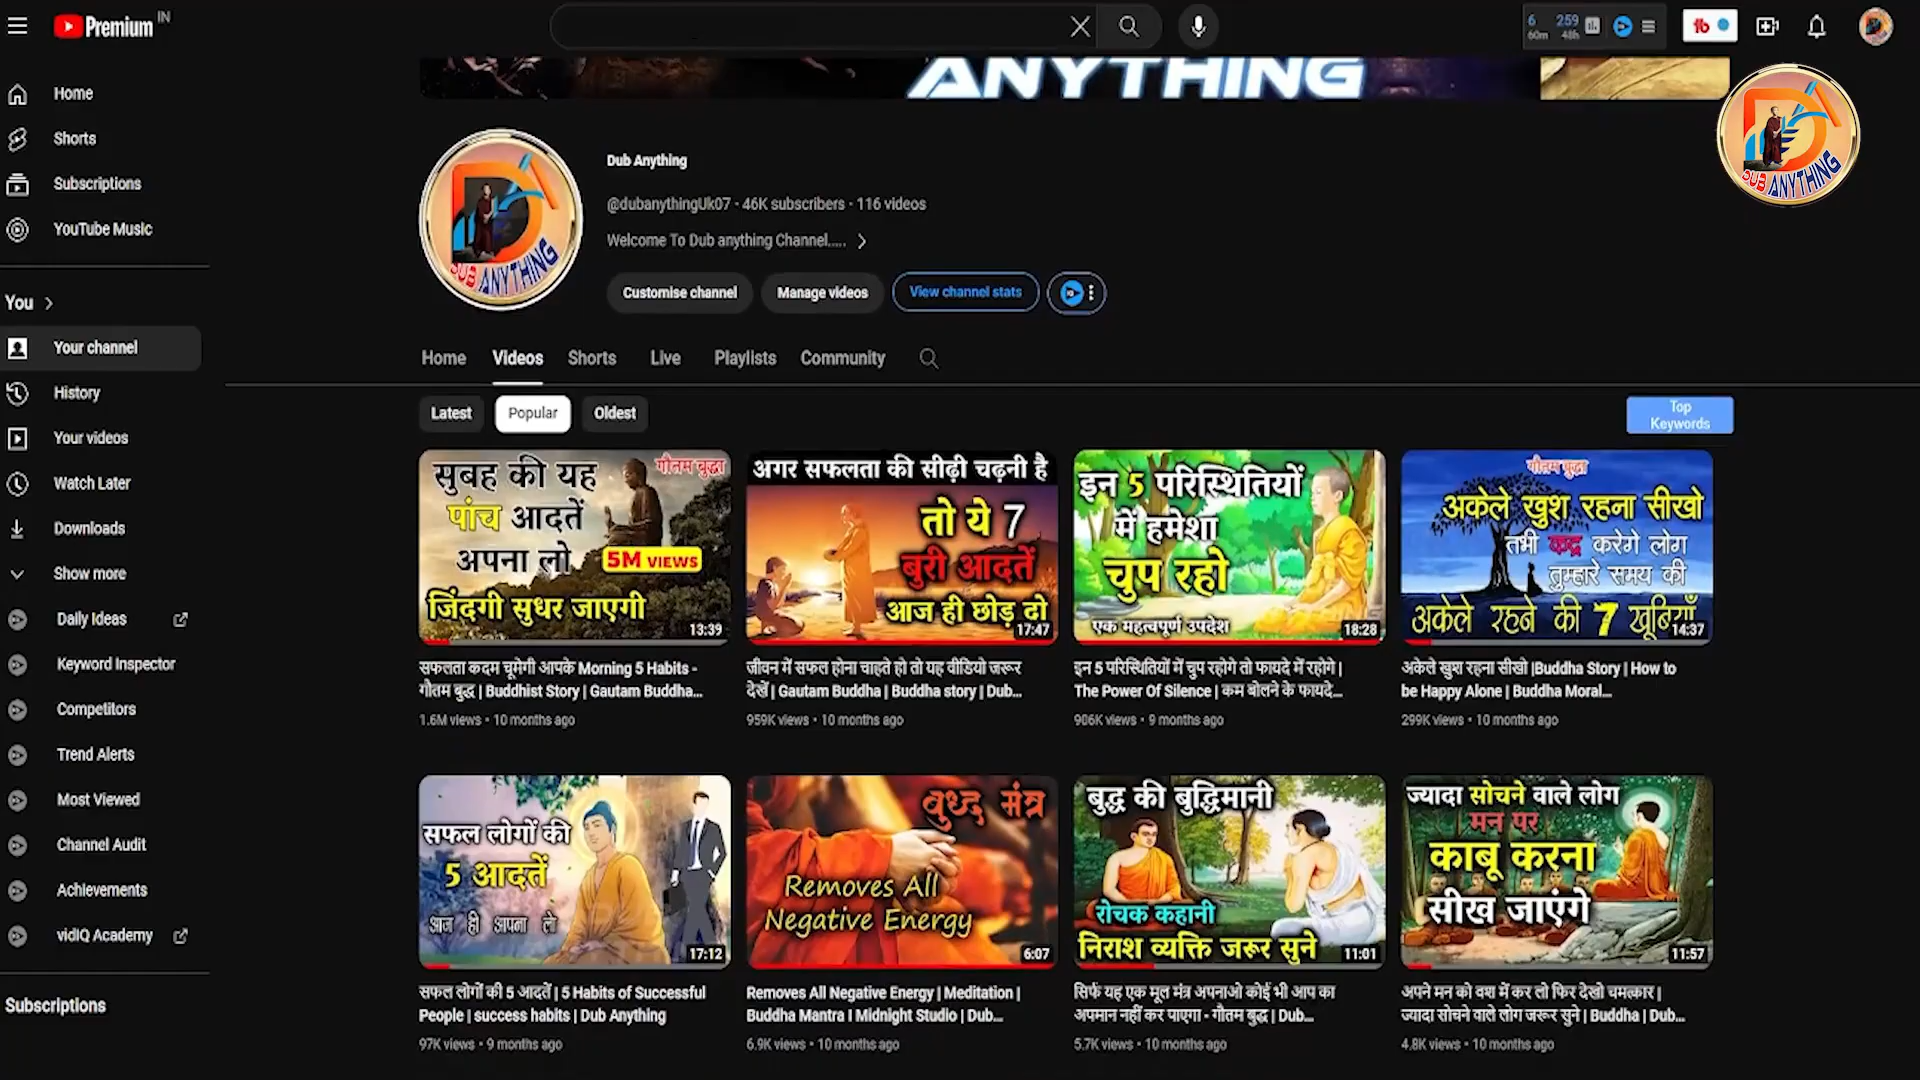 Premium IN
6 60m 259 48h
tb
Home
Shorts
Subscriptions
YouTube Music
You
Your channel
History
Your videos
Watch Later
Downloads
Show more
Daily Ideas
Keyword Inspector
Competitors
Trend Alerts
Most Viewed
Channel Audit
Achievements
vidIQ Academy
Subscriptions
ANYTHING
DUB ANYTHING
DUB ANYTHING
Dub Anything
@dubanythingUk07 • 46K subscribers • 116 videos
Welcome To Dub anything Channel.....
Customise channel
Manage videos
View channel stats
Home Videos Shorts Live Playlists Community
Latest Popular Oldest
Top
Keywords
सुबह की यह
गौतम बुद्धा
पांच आदतें
अपना लो
5M VIEWS
जिंदगी सुधर जाएगी
13:39
सफलता कदम चूमेगी आपके Morning 5 Habits -
गौतम बुद्ध | Buddhist Story | Gautam Buddha...
1.6M views • 10 months ago
अगर सफलता की सीढ़ी चढ़नी है
तो ये 7
बुरी आदतें
आज ही छोड़ दो
17:47
जीवन में सफल होना चाहते हो तो यह वीडियो जरूर
देखें | Gautam Buddha | Buddha story | Dub...
959K views • 10 months ago
इन 5 परिस्थितियों
में हमेशा
चुप रहो
एक महत्वपूर्ण उपदेश
18:28
इन 5 परिस्थितियों में चुप रहोगे तो फायदे में रहोगे |
The Power Of Silence | कम बोलने के फायदे...
906K views • 9 months ago
गौतम बुद्धा
अकेले खुश रहना सीखो
तभी कद्र करेगे लोग
तुम्हारे समय की
अकेले रहने की 7 खूबियाँ
14:37
अकेले खुश रहना सीखो |Buddha Story | How to
be Happy Alone | Buddha Moral...
299K views • 10 months ago
सफल लोगों की
5 आदतें
आज ही अपना लो
17:12
सफल लोगों की 5 आदतें | 5 Habits of Successful
People | success habits | Dub Anything
97K views • 9 months ago
बुध्द मंत्र
Removes All
Negative Energy
6:07
Removes All Negative Energy | Meditation |
Buddha Mantra I Midnight Studio | Dub...
6.9K views • 10 months ago
बुद्ध की बुद्धिमानी
रोचक कहानी
निराश व्यक्ति जरूर सुने
11:01
सिर्फ यह एक मूल मंत्र अपनाओ कोई भी आप का
अपमान नहीं कर पाएगा - गौतम बुद्ध | Dub...
5.7K views • 10 months ago
ज्यादा सोचने वाले लोग
मन पर
काबू करना
सीख जाएंगे
11:57
अपने मन को वश में कर लो फिर देखो चमत्कार |
ज्यादा सोचने वाले लोग जरूर सुने | Buddha | Dub...
4.8K views • 10 months ago